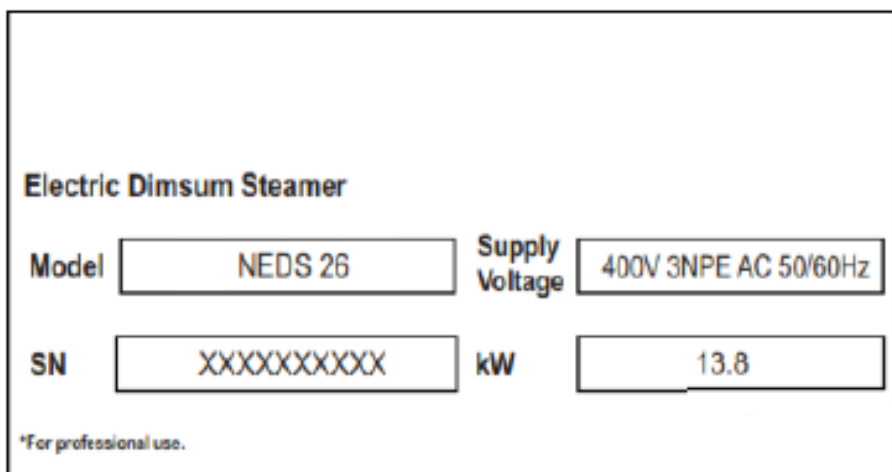 Electric Dimsum Steamer
Model NEDS 26 Supply Voltage 400V 3NPE AC 50/60Hz
SN XXXXXXXXXX kW 13.8
*For professional use.